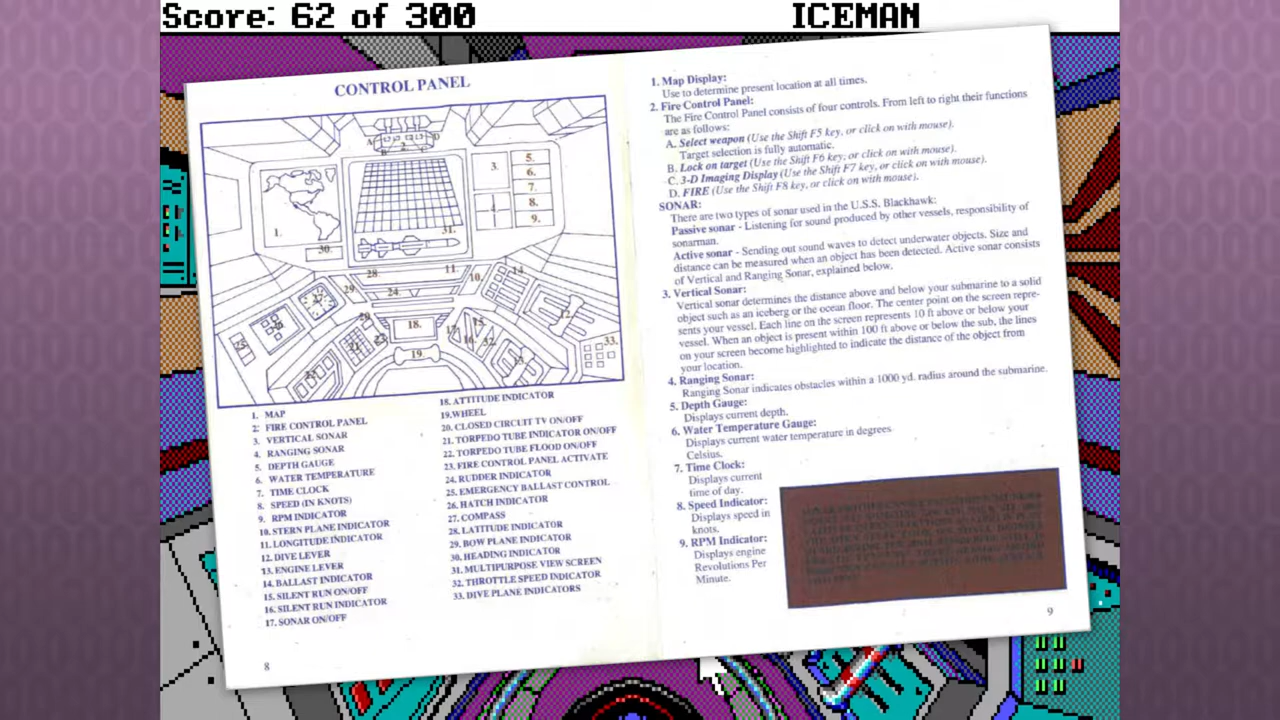 Score: 62 of 300
ICEMAN
CONTROL PANEL
1. MAP
2. FIRE CONTROL PANEL
3. VERTICAL SONAR
4. RANGING SONAR
5. DEPTH GAUGE
6. WATER TEMPERATURE
7. TIME CLOCK
8. SPEED (IN KNOTS)
9. RPM INDICATOR
10. STERN PLANE INDICATOR
11. LONGITUDE INDICATOR
12. DIVE LEVER
13. ENGINE LEVER
14. BALLAST INDICATOR
15. SILENT RUN ON/OFF
16. SILENT RUN INDICATOR
17. SONAR ON/OFF
18. ATTITUDE INDICATOR
19. WHEEL
20. CLOSED CIRCUIT TV ON/OFF
21. TORPEDO TUBE INDICATOR ON/OFF
22. TORPEDO TUBE FLOOD ON/OFF
23. FIRE CONTROL PANEL ACTIVATE
24. RUDDER INDICATOR
25. EMERGENCY BALLAST CONTROL
26. HATCH INDICATOR
27. COMPASS
28. LATITUDE INDICATOR
29. BOW PLANE INDICATOR
30. HEADING INDICATOR
31. MULTIPURPOSE VIEW SCREEN
32. THROTTLE SPEED INDICATOR
33. DIVE PLANE INDICATORS
8
1. Map Display:
Use to determine present location at all times.
2. Fire Control Panel:
The Fire Control Panel consists of four controls. From left to right their functions
are as follows:
A. Select weapon (Use the Shift F5 key, or click on with mouse).
Target selection is fully automatic.
B. Lock on target (Use the Shift F6 key, or click on with mouse).
C. 3-D Imaging Display (Use the Shift F7 key, or click on with mouse).
D. FIRE (Use the Shift F8 key, or click on with mouse).
SONAR:
There are two types of sonar used in the U.S.S. Blackhawk:
Passive sonar - Listening for sound produced by other vessels, responsibility of
sonarman.
Active sonar - Sending out sound waves to detect underwater objects. Size and
distance can be measured when an object has been detected. Active sonar consists
of Vertical and Ranging Sonar, explained below.
3. Vertical Sonar:
Vertical sonar determines the distance above and below your submarine to a solid
object such as an iceberg or the ocean floor. The center point on the screen repre-
sents your vessel. Each line on the screen represents 10 ft above or below your
vessel. When an object is present within 100 ft above or below the sub, the lines
on your screen become highlighted to indicate the distance of the object from
your location.
4. Ranging Sonar:
Ranging Sonar indicates obstacles within a 1000 yd. radius around the submarine.
5. Depth Gauge:
Displays current depth.
6. Water Temperature Gauge:
Displays current water temperature in degrees
Celsius.
7. Time Clock:
Displays current
time of day.
8. Speed Indicator:
Displays speed in
knots.
9. RPM Indicator:
Displays engine
Revolutions Per
Minute.
9